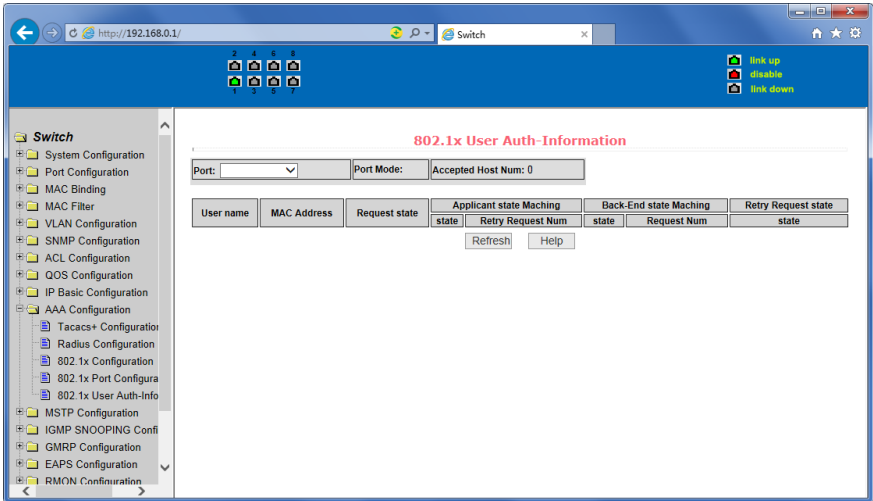 http://192.168.0.1/
Switch
2 4 6 8
1 3 5 7
link up
disable
link down
Switch
System Configuration
Port Configuration
MAC Binding
MAC Filter
VLAN Configuration
SNMP Configuration
ACL Configuration
QOS Configuration
IP Basic Configuration
AAA Configuration
Tacacs+ Configuration
Radius Configuration
802.1x Configuration
802.1x Port Configura
802.1x User Auth-Info
MSTP Configuration
IGMP SNOOPING Confi
GMRP Configuration
EAPS Configuration
RMON Configuration
802.1x User Auth-Information
Port: Port Mode: Accepted Host Num: 0
User name MAC Address Request state Applicant state Maching Back-End state Maching Retry Request state
state Retry Request Num state Request Num state
Refresh Help